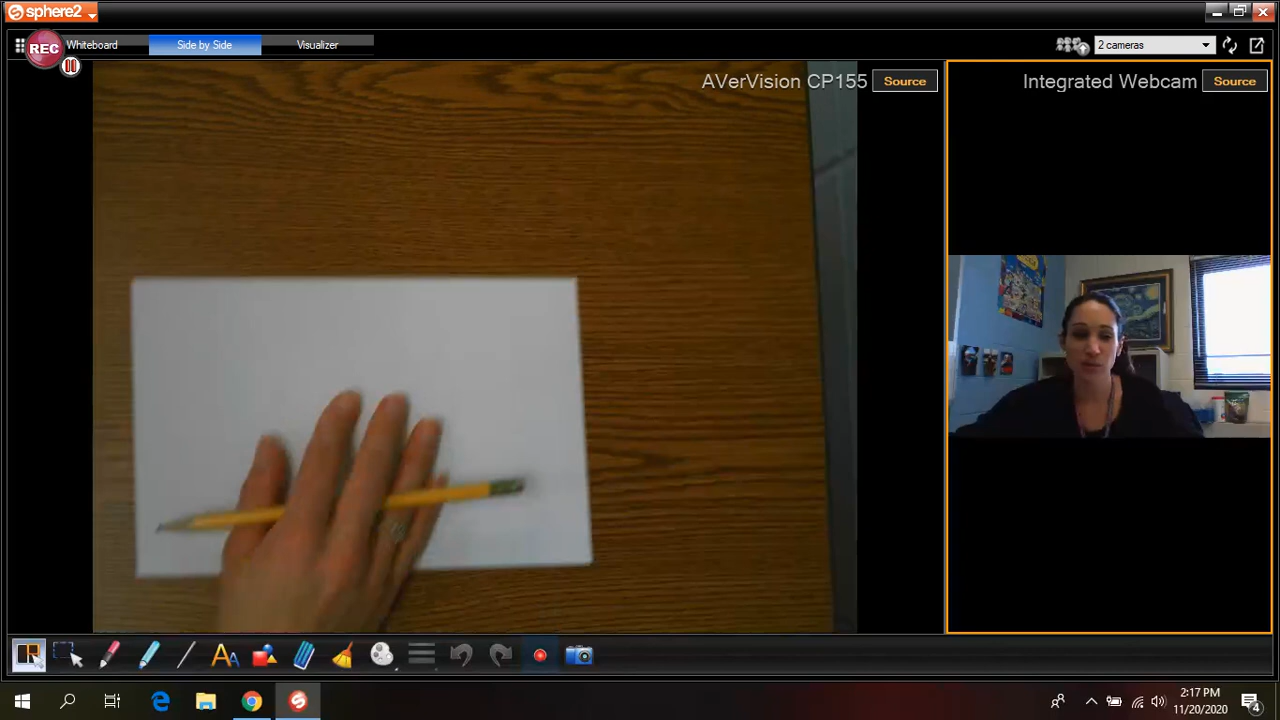 sphere2
REC
Whiteboard
Side by Side
Visualizer
2 cameras
AVerVision CP155
Source
Integrated Webcam
Source
2:17 PM
11/20/2020
4